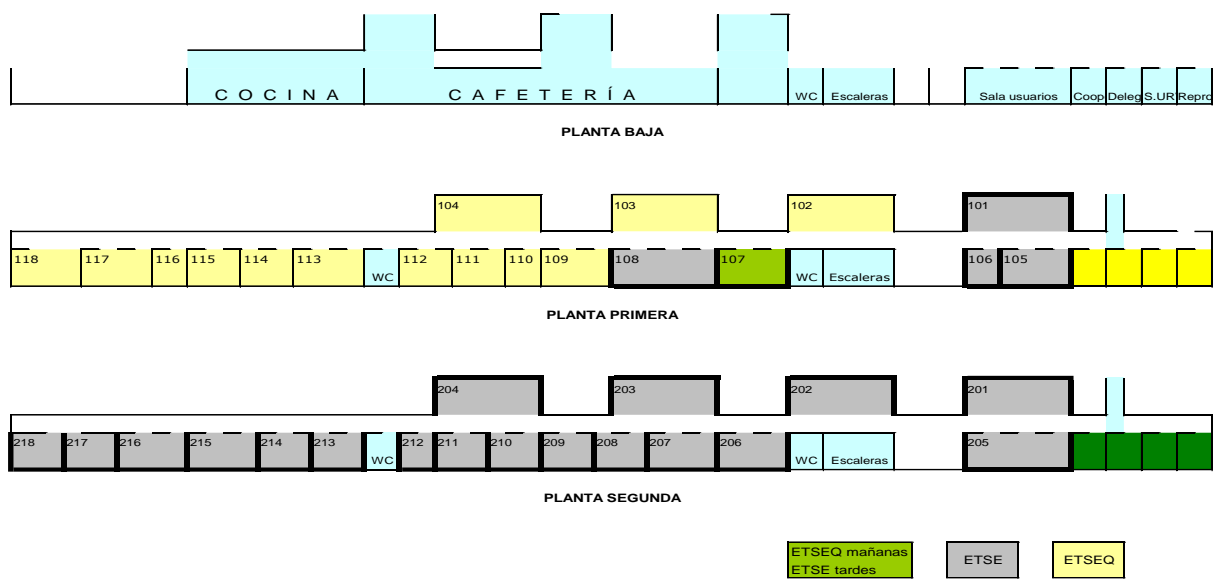 COCINA CAFETERÍA WC Escaleras Sala usuarios Coop Deleg S.UR Repro
PLANTA BAJA
104 103 102 101
118 117 116 115 114 113 WC 112 111 110 109 108 107 WC Escaleras 106 105
PLANTA PRIMERA
204 203 202 201
218 217 216 215 214 213 WC 212 211 210 209 208 207 206 WC Escaleras 205
PLANTA SEGUNDA
ETSEQ mañanas
ETSE tardes
ETSE
ETSEQ